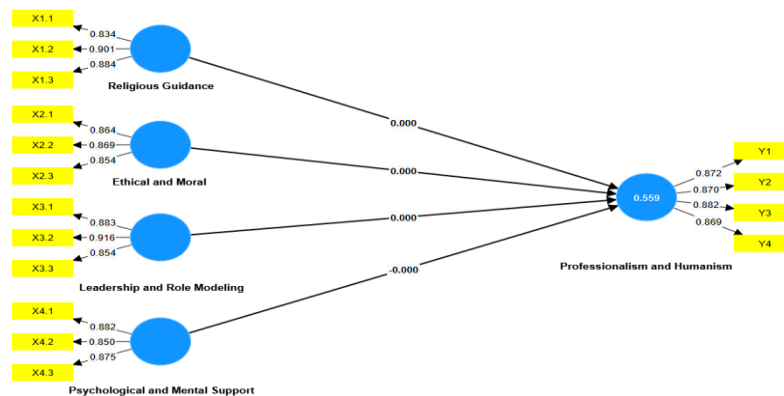 X1.1
0.834
X1.2
0.901
X1.3
0.884
Religious Guidance
X2.1
0.864
X2.2
0.869
X2.3
0.854
Ethical and Moral
X3.1
0.883
X3.2
0.916
X3.3
0.854
Leadership and Role Modeling
X4.1
0.882
X4.2
0.850
X4.3
0.875
Psychological and Mental Support
0.000
0.000
0.000
-0.000
0.559
Professionalism and Humanism
Y1
0.872
Y2
0.870
Y3
0.882
Y4
0.869